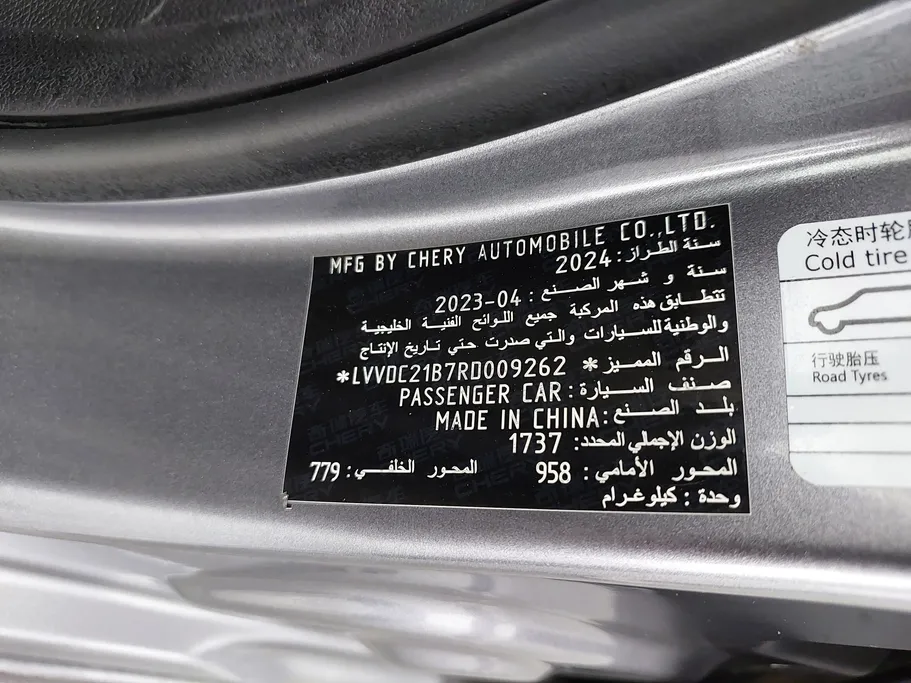 MFG BY CHERY AUTOMOBILE CO.,LTD.
سنة الطراز: 2024
سنة و شهر الصنع: 2023-04
تتطابق هذه المركبة جميع اللوائح الفنية الخليجية
والوطنية للسيارات والتي صدرت حتي تاريخ الإنتاج
الرقم المميز *LVVDC21B7RD009262*
صنف السيارة: PASSENGER CAR
بلد الصنع: MADE IN CHINA
الوزن الإجمالي المحدد: 1737
المحور الأمامي: 958 المحور الخلفي: 779
وحدة: كيلوغرام
冷态时轮
Cold tire
行驶胎压
Road Tyres